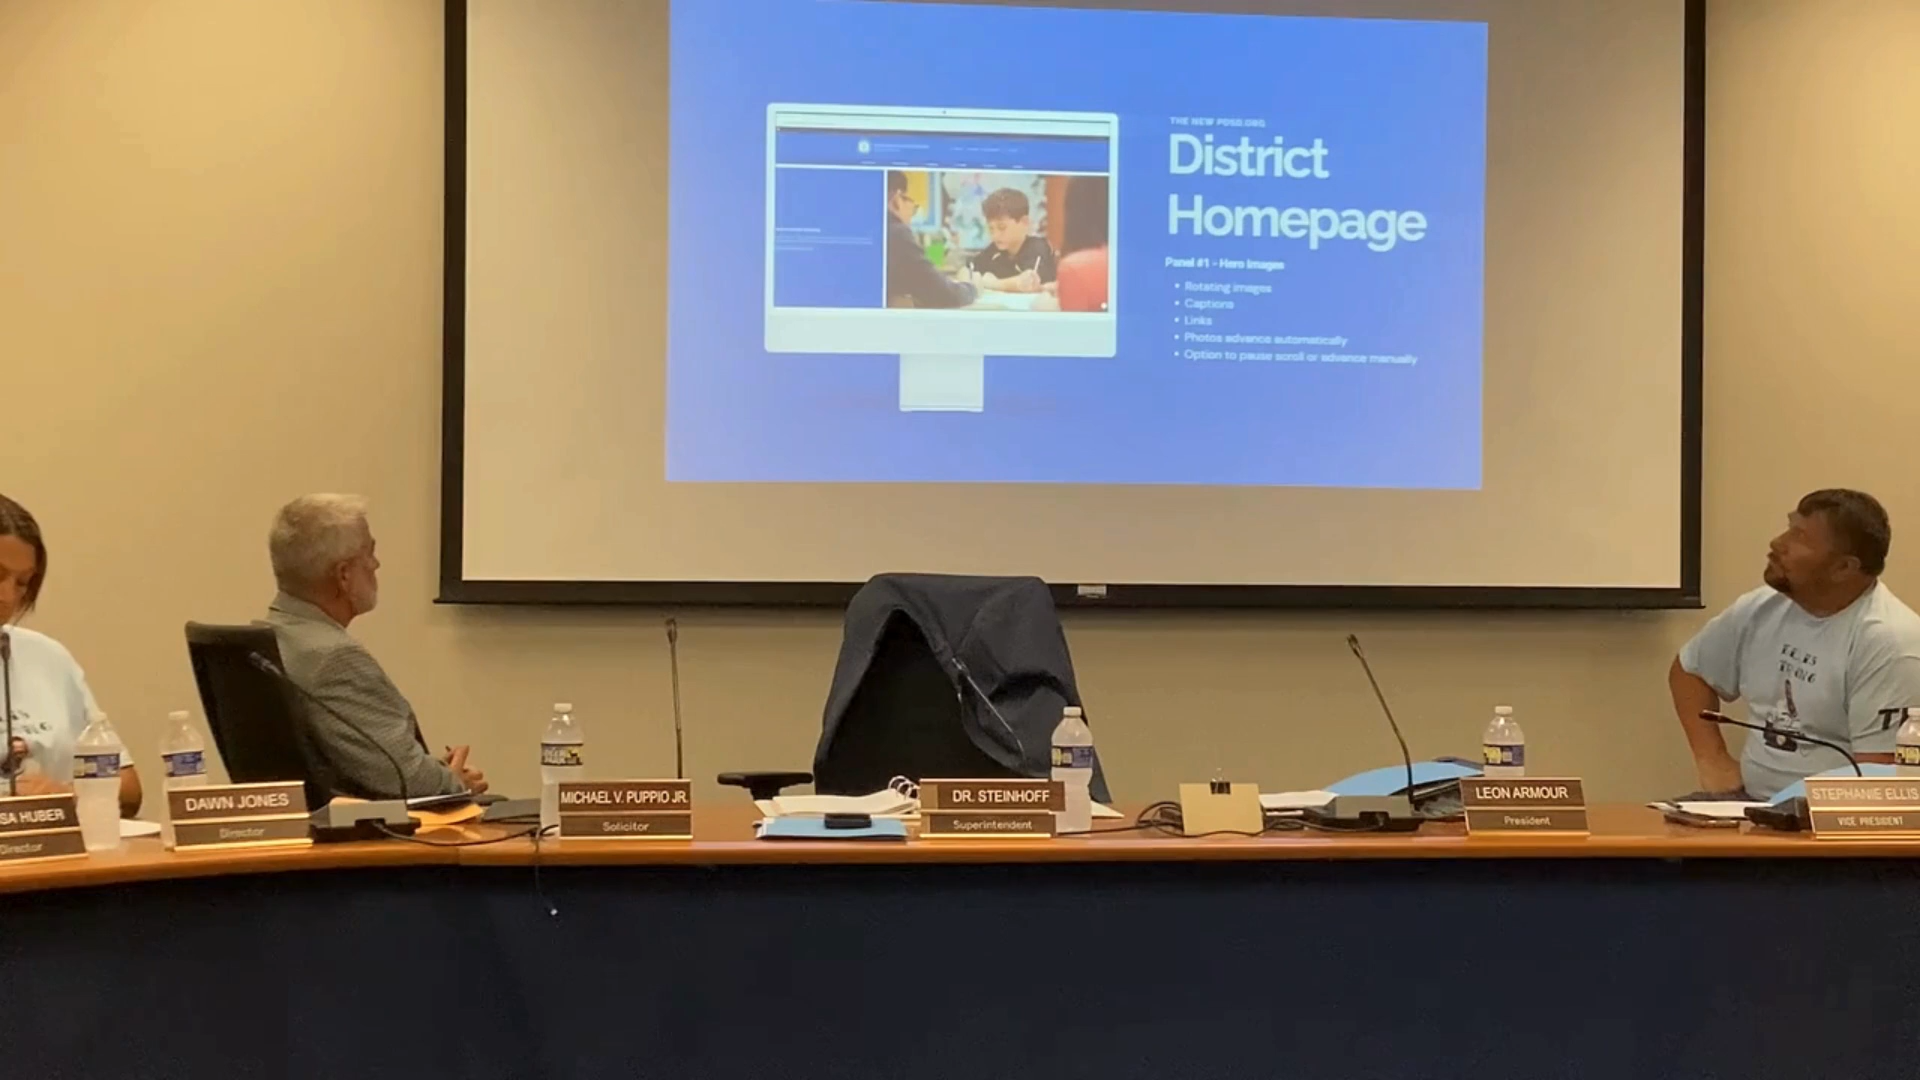 THE NEW PDSD.ORG
District
Homepage
Panel #1 - Hero Images
• Rotating images
• Captions
• Links
• Photos advance automatically
• Option to pause scroll or advance manually
SA HUBER
Director
DAWN JONES
Director
MICHAEL V. PUPPIO JR.
Solicitor
DR. STEINHOFF
Superintendent
LEON ARMOUR
President
STEPHANIE ELLIS
VICE PRESIDENT